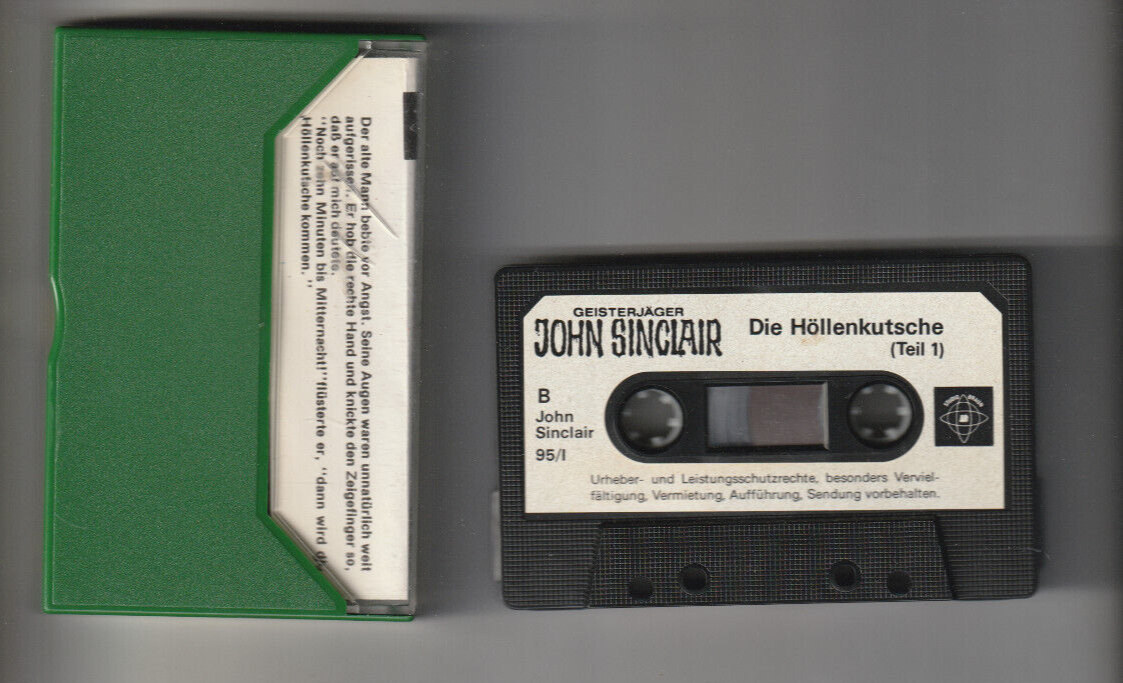 Der alte Mann bebte vor Angst. Seine Augen waren unnatürlich weit
aufgerissen. Er hob die rechte Hand und knickte den Zeigefinger so,
daß er auf mich deutete.
"Noch zehn Minuten bis Mitternacht!"flüsterte er, "dann wird die
Höllenkutsche kommen."
GEISTERJÄGER
JOHN SINCLAIR
Die Höllenkutsche
(Teil 1)
B
John
Sinclair
95/I
Urheber- und Leistungsschutzrechte, besonders Verviel-
fältigung, Vermietung, Aufführung, Sendung vorbehalten.